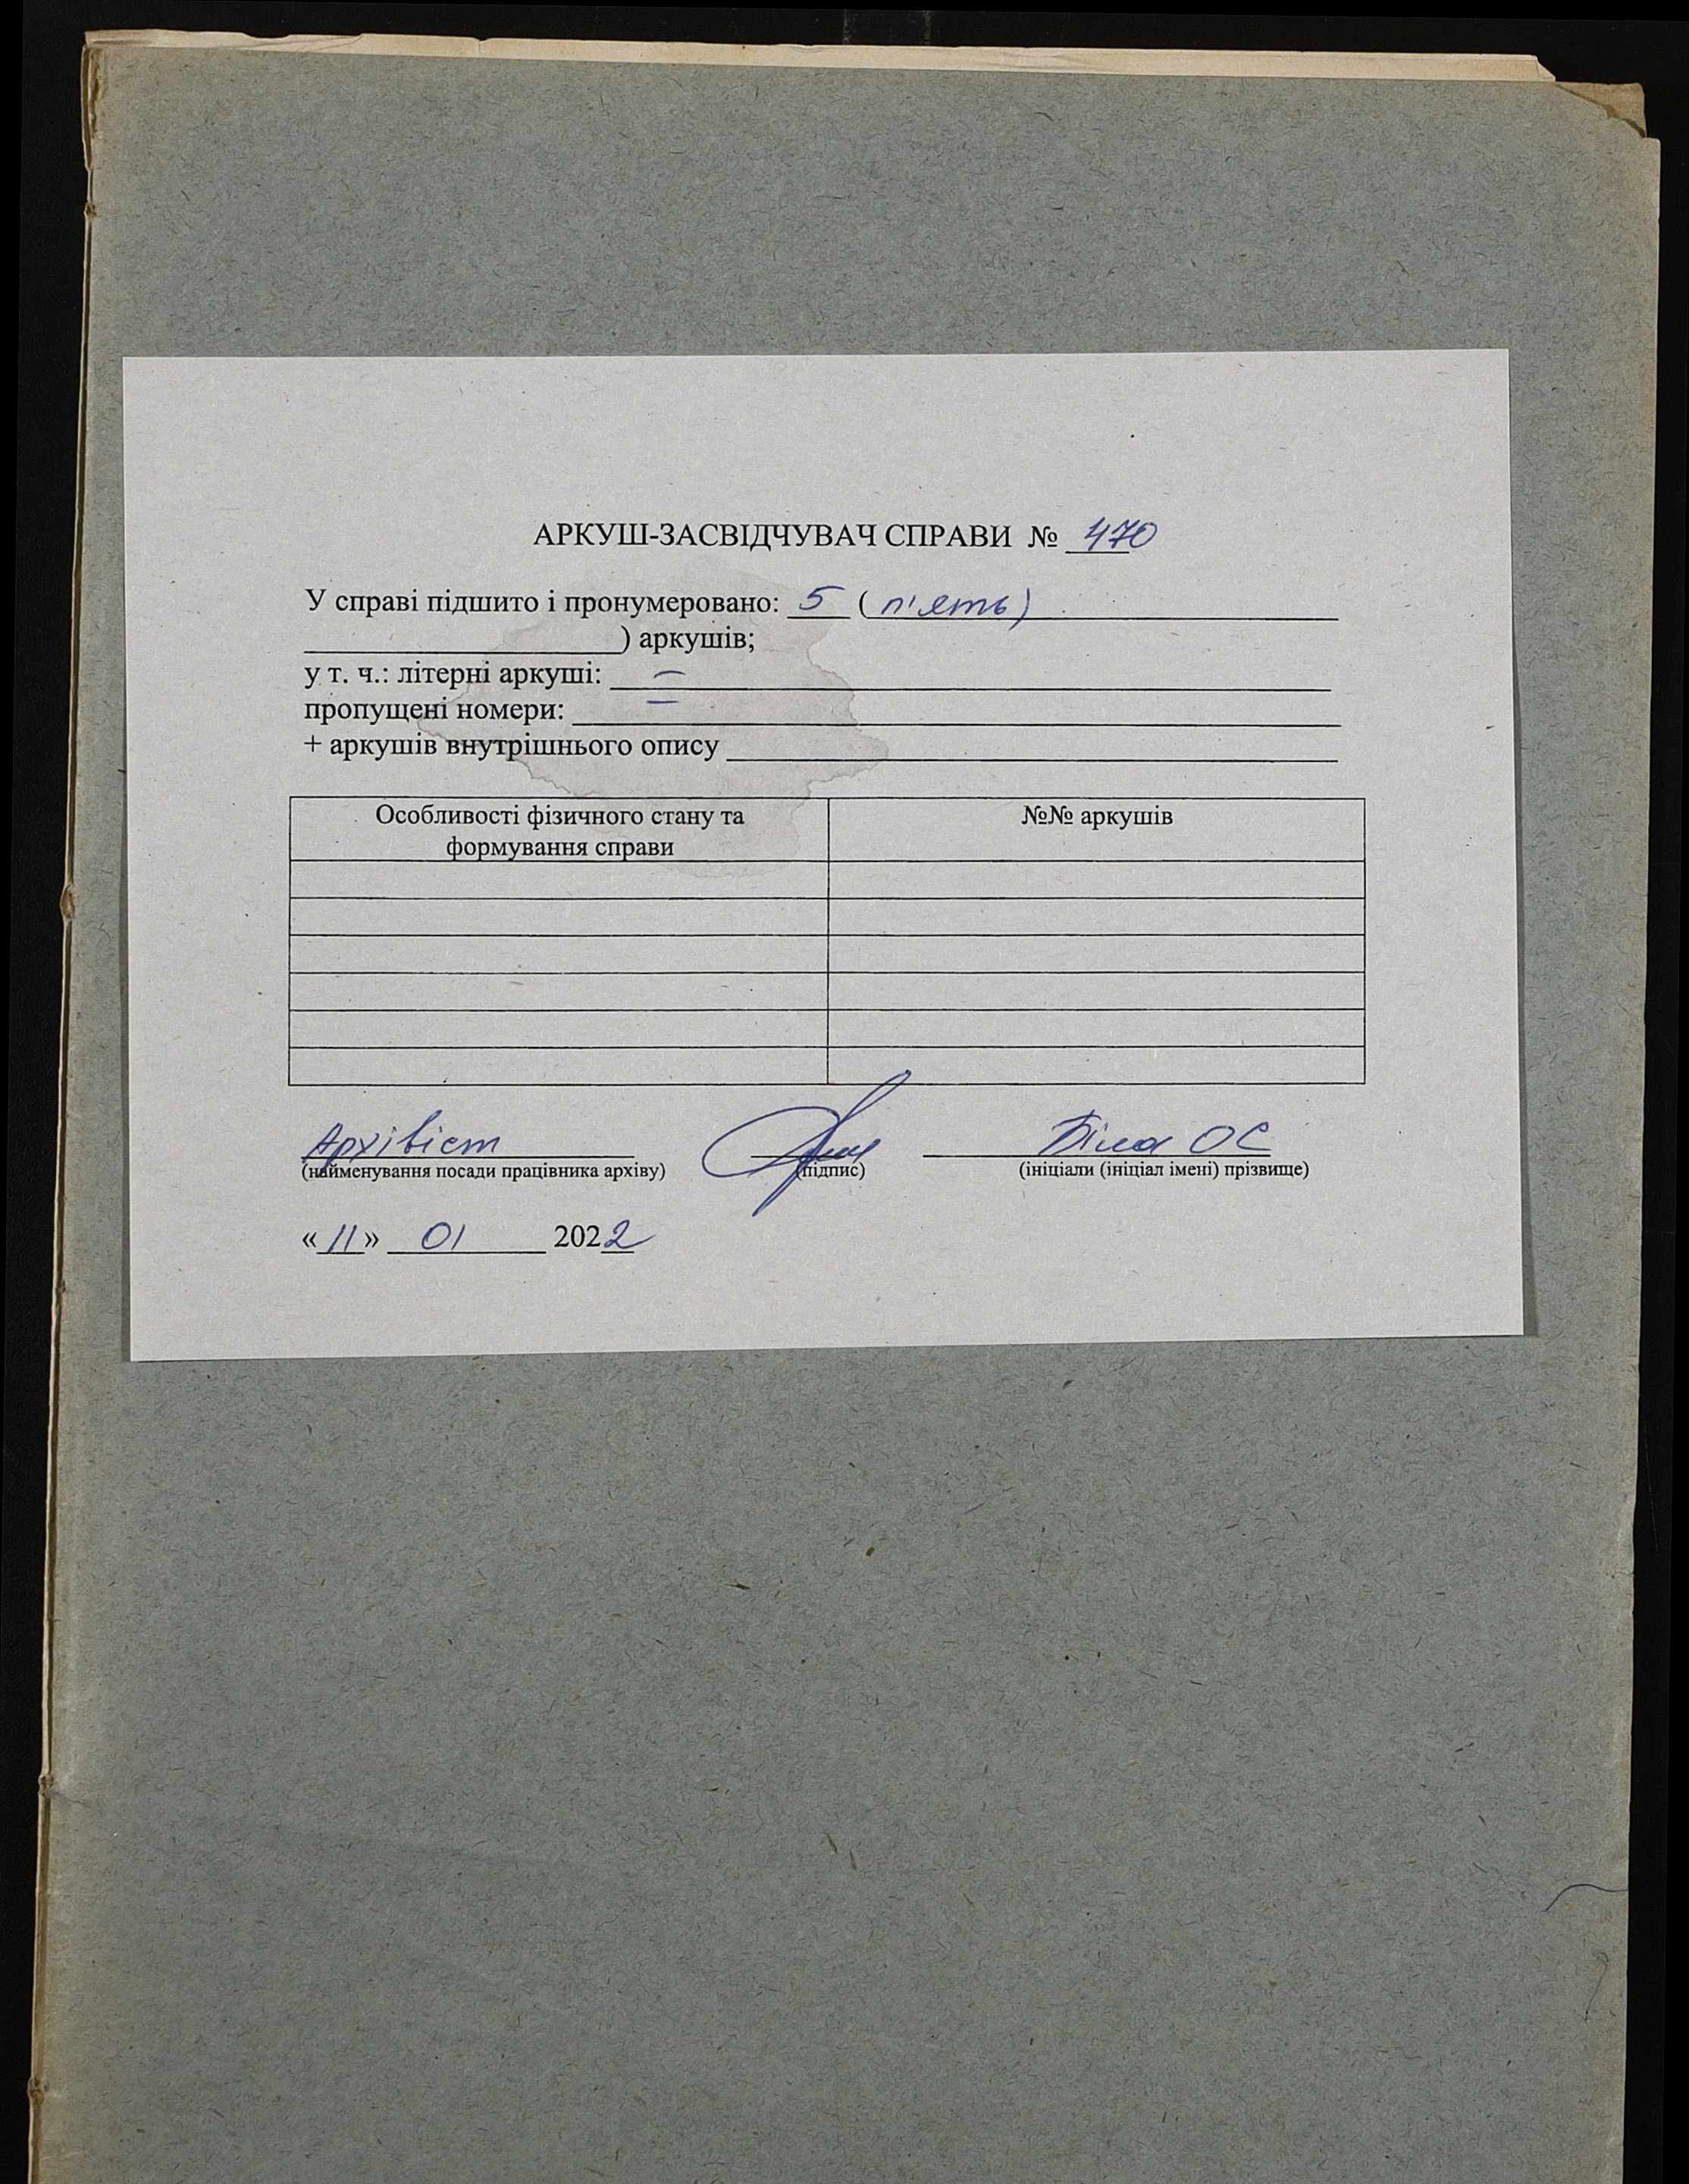 АРКУШ-ЗАСВІДЧУВАЧ СПРАВИ № 470
У справі підшито і пронумеровано: 5 ( п'ять )
) аркушів;
у т. ч.: літерні аркуші: –
пропущені номери: –
+ аркушів внутрішнього опису
Особливості фізичного стану та формування справи
№№ аркушів
Архівіст Біла ОС
(найменування посади працівника архіву) (підпис) (ініціали (ініціал імені) прізвище)
« 11 » 01 2022